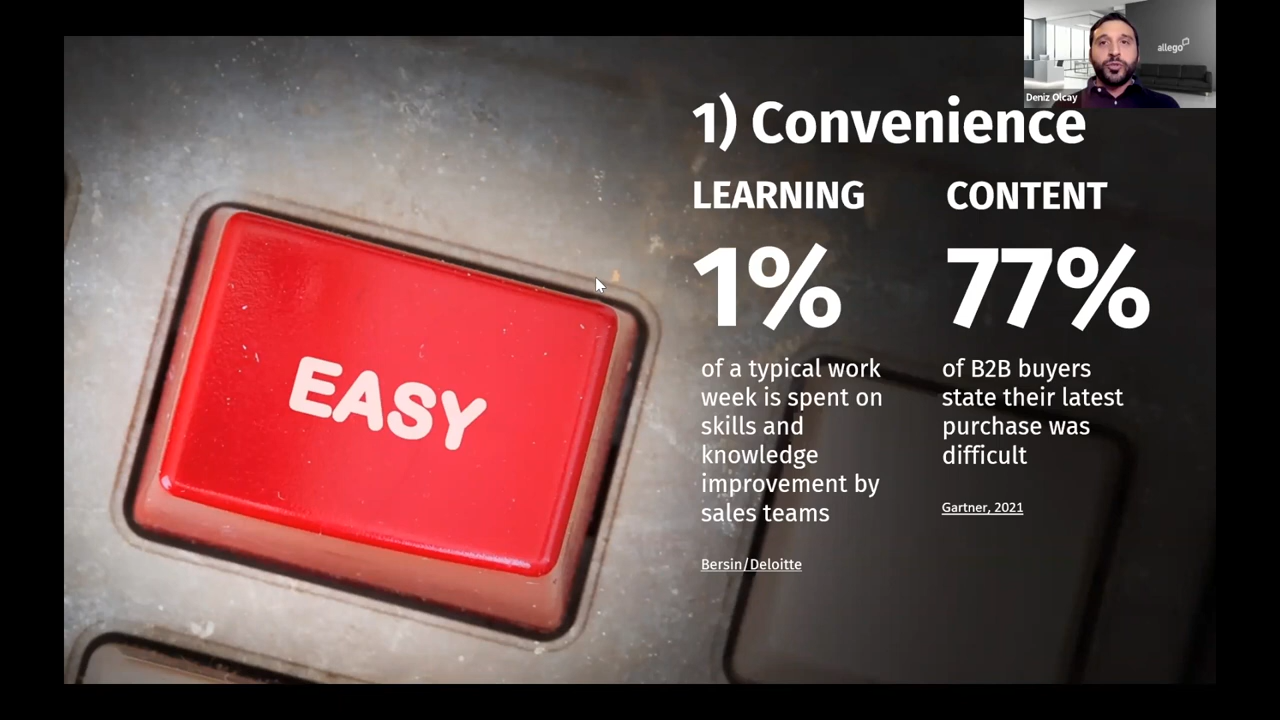 allego
Deniz Olcay
1) Convenience
LEARNING
1%
of a typical work
week is spent on
skills and
knowledge
improvement by
sales teams
Bersin/Deloitte
CONTENT
77%
of B2B buyers
state their latest
purchase was
difficult
Gartner, 2021
EASY